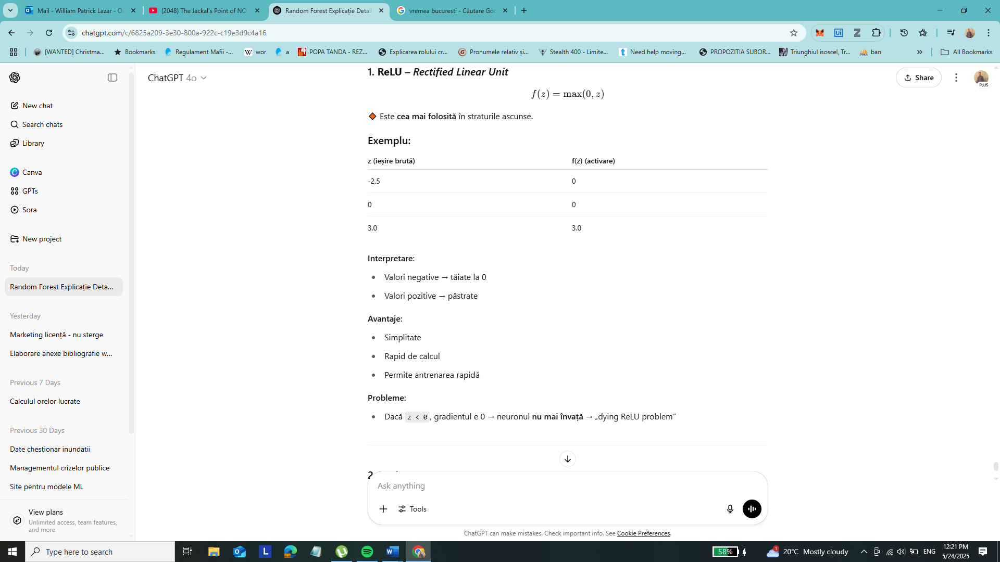 Mail - William Patrick Lazar - Ou
(2048) The Jackal's Point of NO
Random Forest Explicație Detali
vremea bucuresti - Căutare Goo
chatgpt.com/c/6825a209-3e30-800a-922c-c19e3d9c4a16
[WANTED] Christma...
Bookmarks
Regulament Mafii -...
wor
a
POPA TANDA - REZ...
Explicarea rolului cr...
Pronumele relativ și...
Stealth 400 - Limite...
Need help moving...
PROPOZITIA SUBOR...
Triunghiul isoscel, Tr...
ban
All Bookmarks
ChatGPT 4o
Share
PLUS
New chat
Search chats
Library
Canva
GPTs
Sora
New project
Today
Random Forest Explicație Deta...
Yesterday
Marketing licență - nu sterge
Elaborare anexe bibliografie w...
Previous 7 Days
Calculul orelor lucrate
Previous 30 Days
Date chestionar inundatii
Managementul crizelor publice
Site pentru modele ML
View plans
Unlimited access, team features,
and more
1. ReLU – Rectified Linear Unit
f(z) = max(0, z)
Este cea mai folosită în straturile ascunse.
Exemplu:
z (ieșire brută) f(z) (activare)
-2.5 0
0 0
3.0 3.0
Interpretare:
Valori negative → tăiate la 0
Valori pozitive → păstrate
Avantaje:
Simplitate
Rapid de calcul
Permite antrenarea rapidă
Probleme:
Dacă z < 0, gradientul e 0 → neuronul nu mai învață → „dying ReLU problem”
Ask anything
Tools
ChatGPT can make mistakes. Check important info. See Cookie Preferences.
Type here to search
58%
1
20°C Mostly cloudy
ENG
12:21 PM
5/24/2025